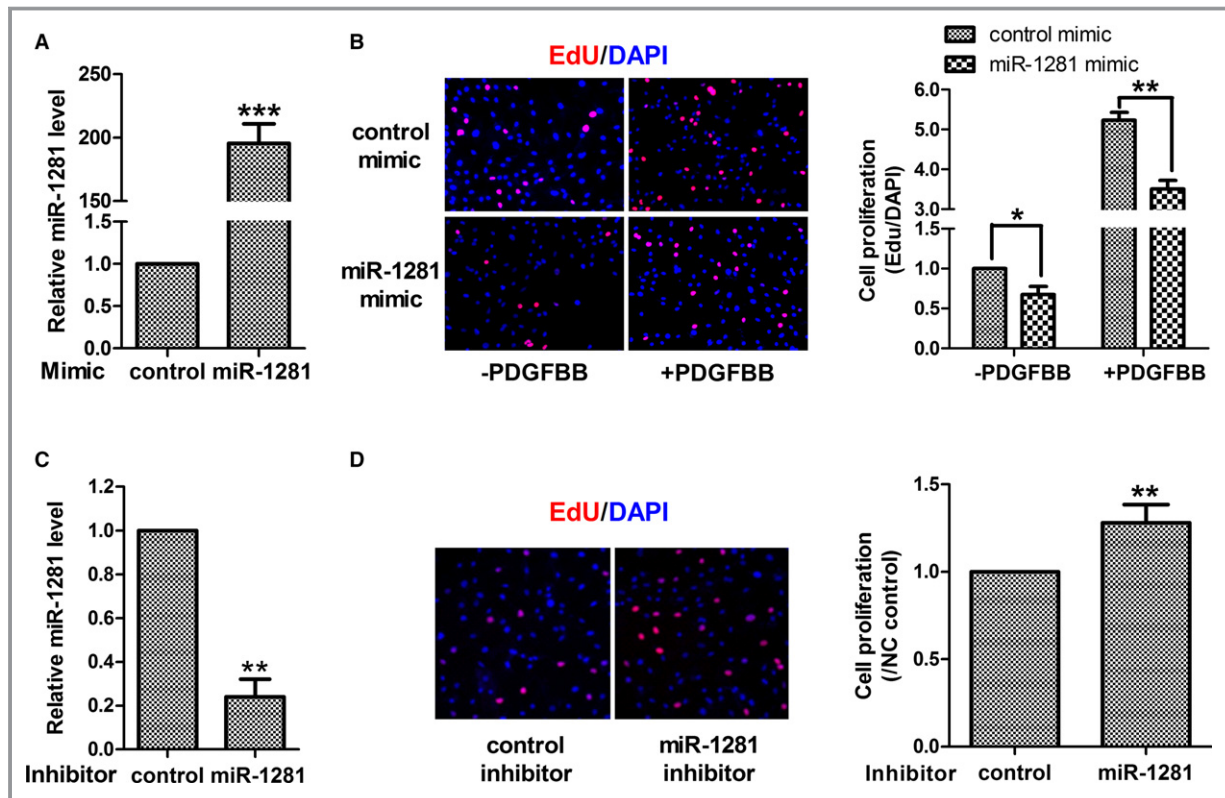 A
Relative miR-1281 level
250
200
150
100
50
1.5
1.0
0.5
0.0
***
Mimic control miR-1281
B
EdU/DAPI
control
mimic
miR-1281
mimic
-PDGFBB +PDGFBB
control mimic
miR-1281 mimic
Cell proliferation
(Edu/DAPI)
6.0
5.0
4.0
3.0
1.5
1.0
0.5
0.0
*
**
-PDGFBB +PDGFBB
C
Relative miR-1281 level
1.2
1.0
0.8
0.6
0.4
0.2
0.0
**
Inhibitor control miR-1281
D
EdU/DAPI
control
inhibitor
miR-1281
inhibitor
Cell proliferation
(/NC control)
1.5
1.0
0.5
0.0
**
Inhibitor control miR-1281